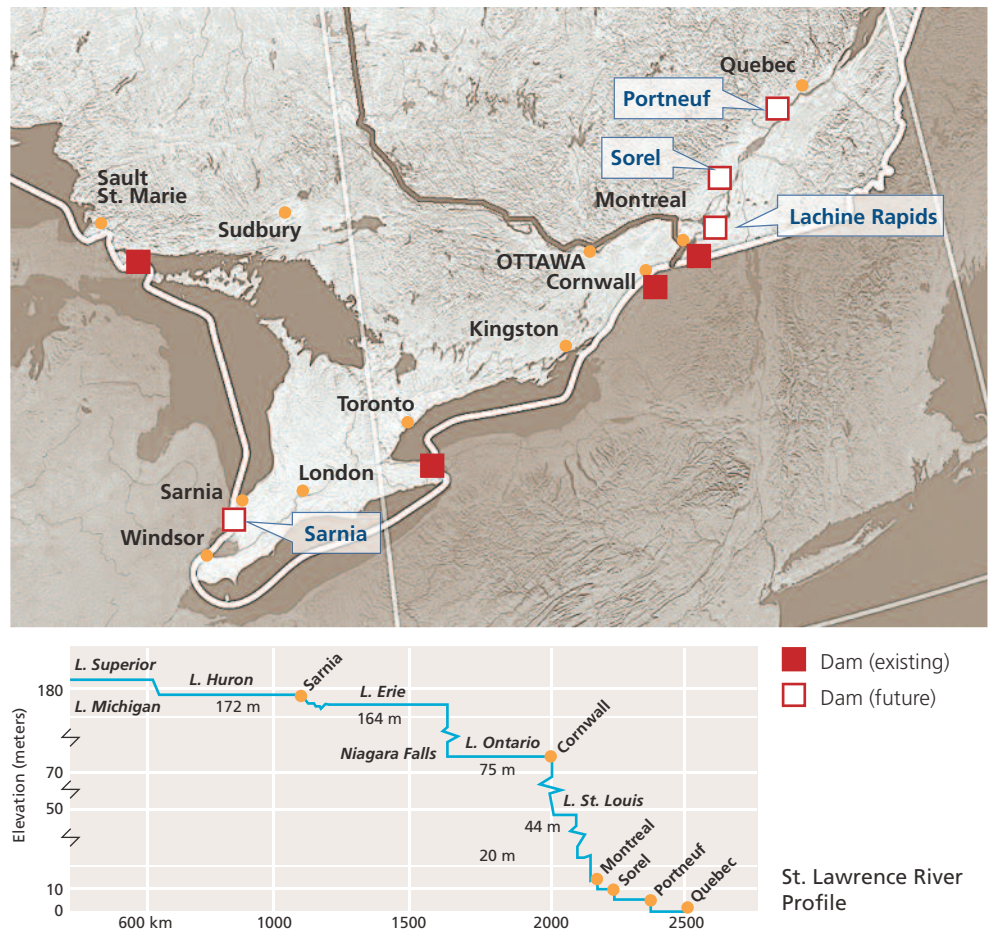 Quebec
Portneuf
Sorel
Montreal
Lachine Rapids
Sault
St. Marie
Sudbury
OTTAWA
Cornwall
Kingston
Toronto
London
Sarnia
Sarnia
Windsor
Dam (existing)
Dam (future)
St. Lawrence River
Profile
Elevation (meters)
180
70
50
10
0
L. Superior
L. Michigan
L. Huron
172 m
Sarnia
L. Erie
164 m
Niagara Falls
L. Ontario
75 m
Cornwall
L. St. Louis
44 m
20 m
Montreal
Sorel
Portneuf
Quebec
600 km
1000
1500
2000
2500